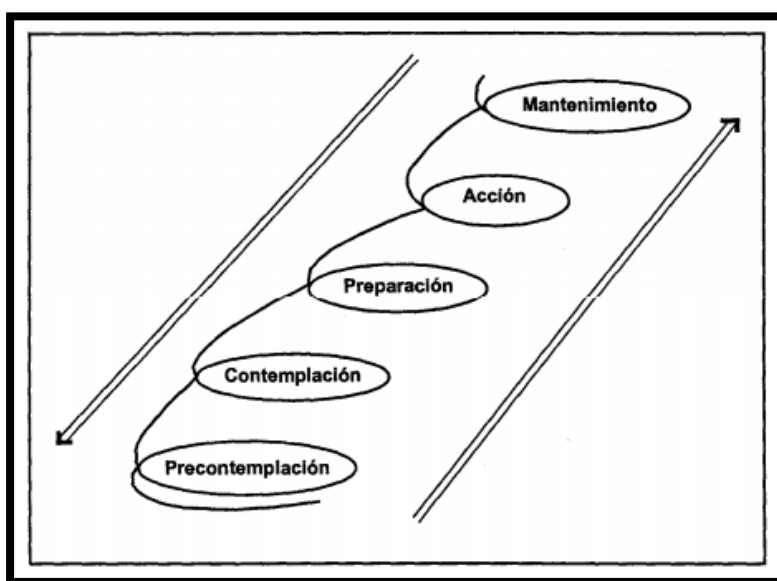 Mantenimiento
Acción
Preparación
Contemplación
Precontemplación